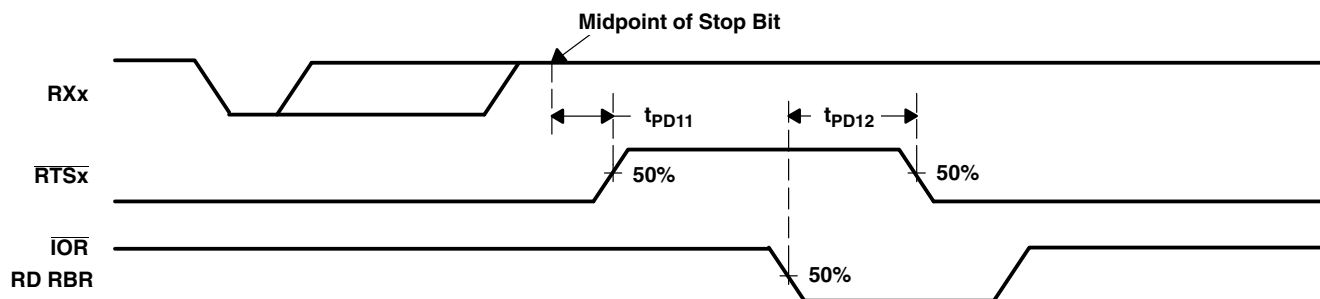 Midpoint of Stop Bit
RXx
tPD11
tPD12
RTSx
50%
50%
IOR
RD RBR
50%